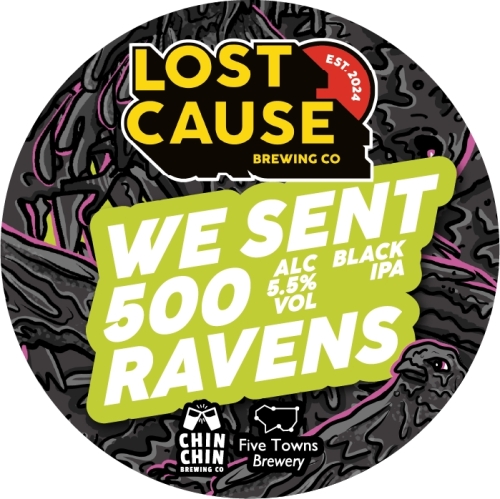 LOST
CAUSE
BREWING CO
EST. 2024
WE SENT
500
RAVENS
ALC
5.5%
VOL
BLACK
IPA
CHIN
CHIN
BREWING CO
Five Towns
Brewery